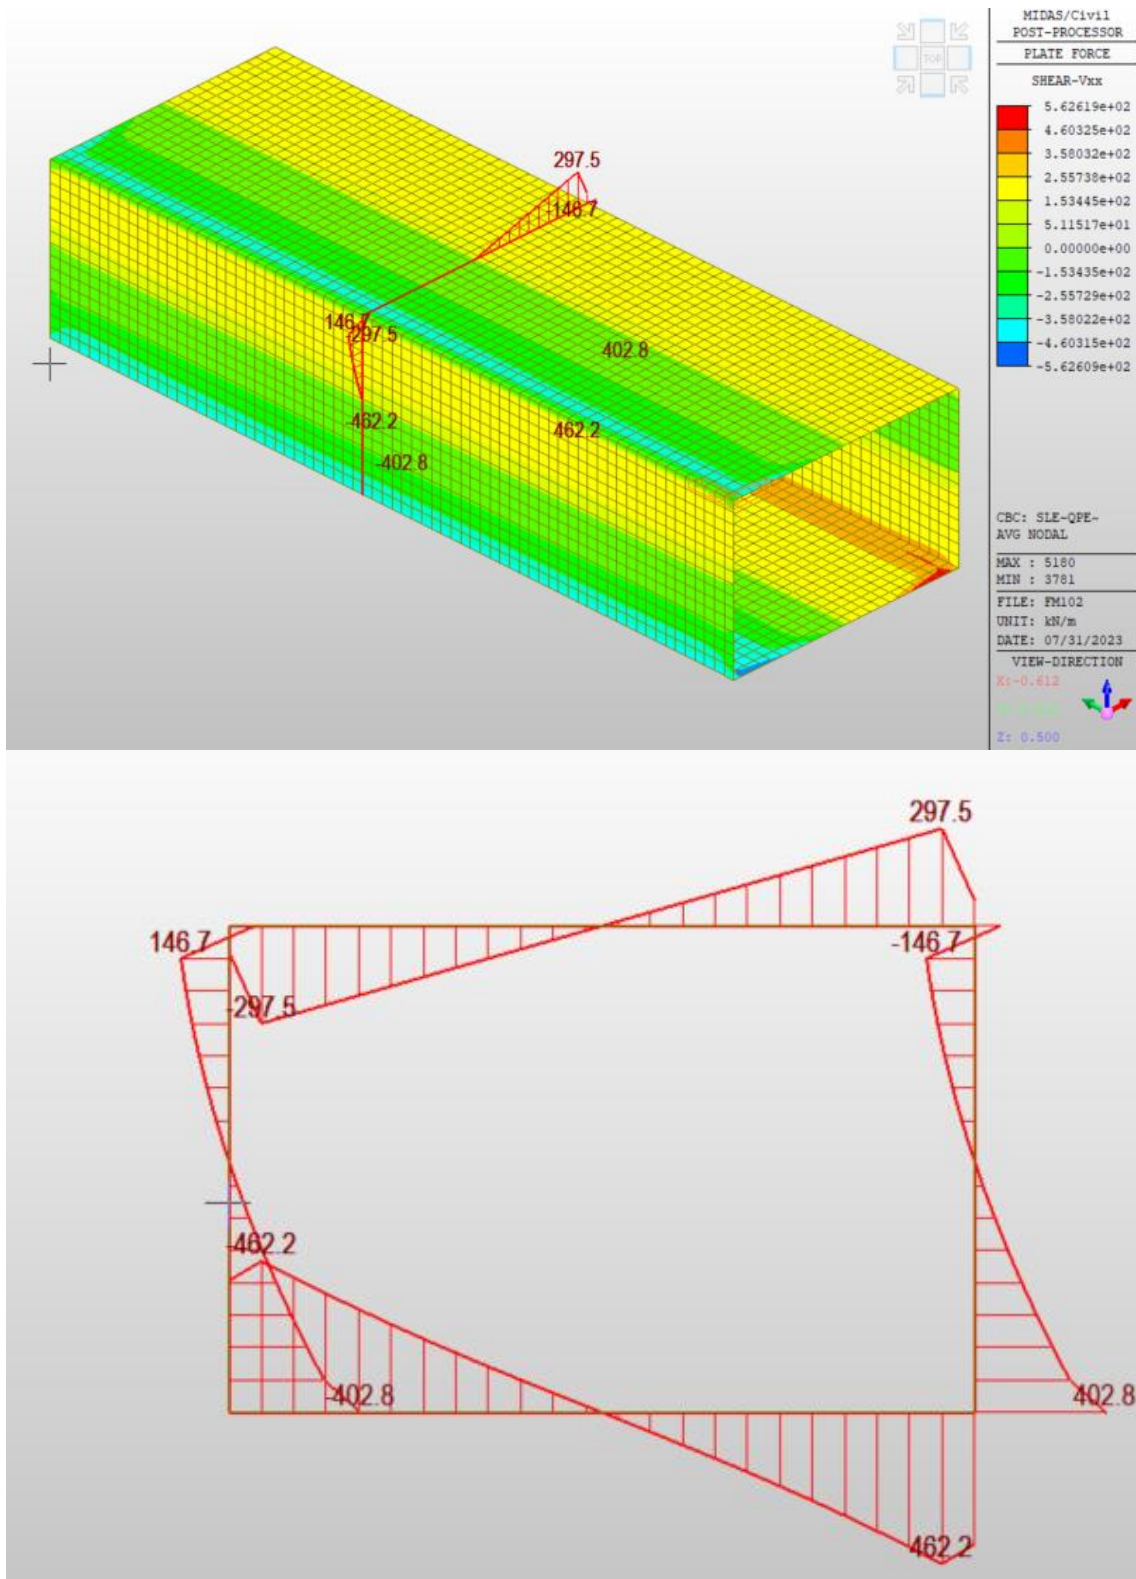 MIDAS/Civil
POST-PROCESSOR
PLATE FORCE
SHEAR-Vxx
5.62619e+02
4.60325e+02
3.58032e+02
2.55738e+02
1.53445e+02
5.11517e+01
0.00000e+00
-1.53435e+02
-2.55729e+02
-3.58022e+02
-4.60315e+02
-5.62609e+02
TOP
297.5
-146.7
146.7
297.5
402.8
-462.2
462.2
-402.8
CBC: SLE-QPE~
AVG NODAL
MAX : 5180
MIN : 3781
FILE: FM102
UNIT: kN/m
DATE: 07/31/2023
VIEW-DIRECTION
X:-0.612
Z: 0.500
297.5
146.7
-146.7
-297.5
-462.2
-402.8
402.8
462.2